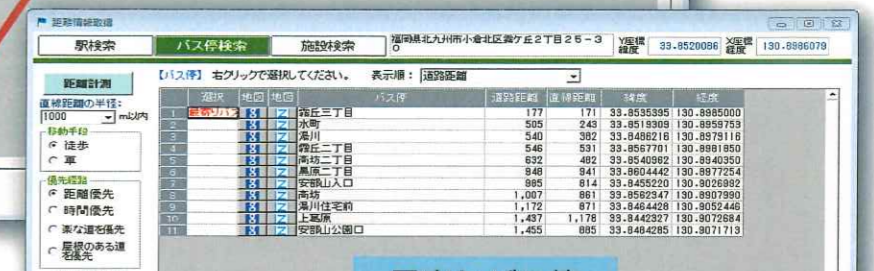 距離情報取得
駅検索 バス停検索 施設検索 福岡県北九州市小倉北区霧ケ丘2丁目25-3 Y座標 緯度 33.8520086 X座標 経度 130.8986079
0
距離計測 【バス停】 右クリックで選択してください。 表示順: 道路距離
直線距離の半径:
1000 m以内
移動手段
徒歩
車
優先経路
距離優先
時間優先
楽な道を優先
屋根のある道を優先
選択 地図 地図 バス停 道路距離 直線距離 緯度 経度
1 最寄りバス 霧丘三丁目 177 171 33.8535395 130.8985000
2 水町 505 243 33.8519309 130.8959753
3 湯川 540 382 33.8486216 130.8979116
4 霧丘二丁目 546 531 33.8567701 130.8981850
5 高坊二丁目 632 482 33.8540962 130.8940350
6 黒原二丁目 948 941 33.8604442 130.8977254
7 安部山入口 985 814 33.8455220 130.9026992
8 高坊 1,007 861 33.8562347 130.8907990
9 湯川住宅前 1,172 871 33.8464428 130.9052446
10 上葛原 1,437 1,178 33.8442327 130.9072684
11 安部山公園口 1,455 885 33.8484285 130.9071713